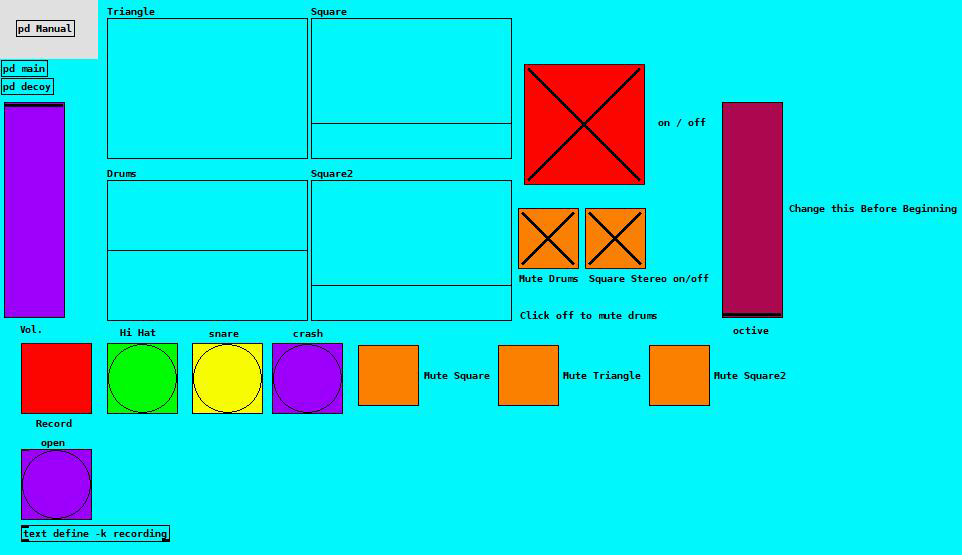 pd Manual
pd main
pd decoy
Triangle
Square
on / off
Change this Before Beginning
Drums
Square2
Mute Drums
Square Stereo on/off
Click off to mute drums
Vol.
Hi Hat
snare
crash
octive
Mute Square
Mute Triangle
Mute Square2
Record
open
text define -k recording